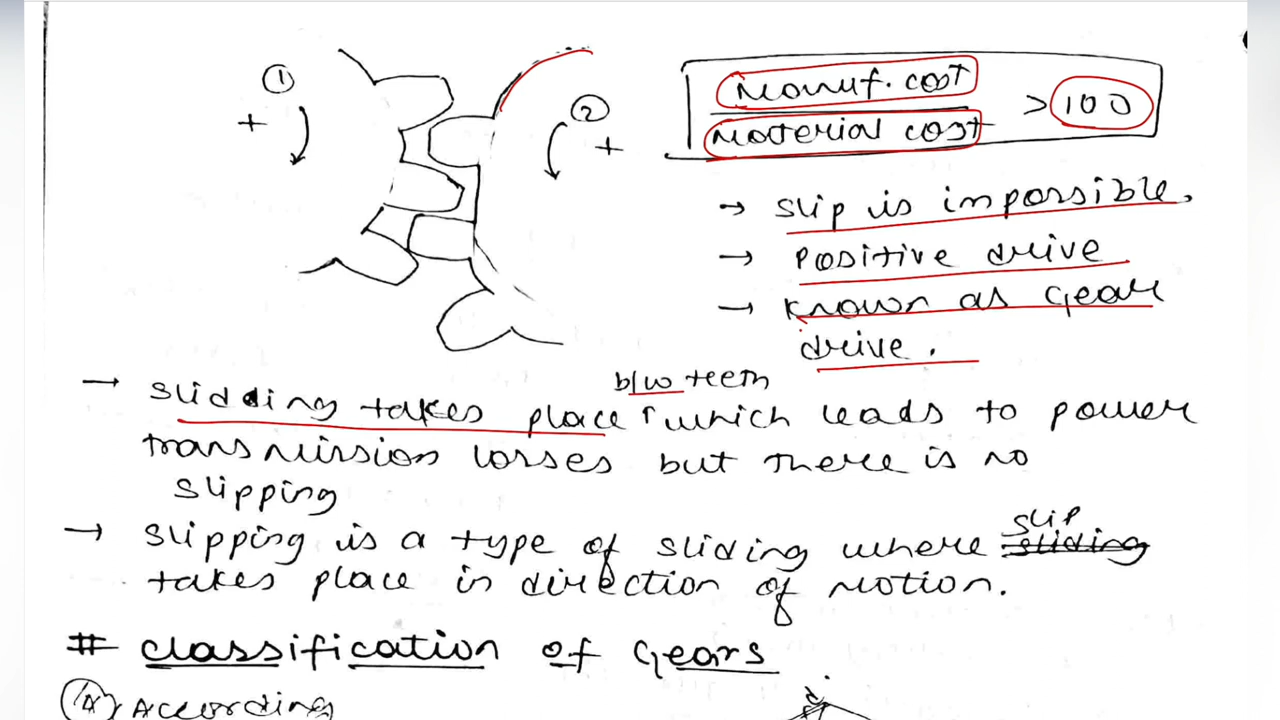 ①
+
②
+
Manuf. cost
Material cost
> 100
→ slip is impossible.
→ positive drive
→ known as Gear
drive.
b/w teeth
→ slidding takes place ↑ which leads to power
transmission losses but there is no
slipping
slip
→ slipping is a type of sliding where sliding
takes place in direction of motion.
# classification of Gears
(A) According